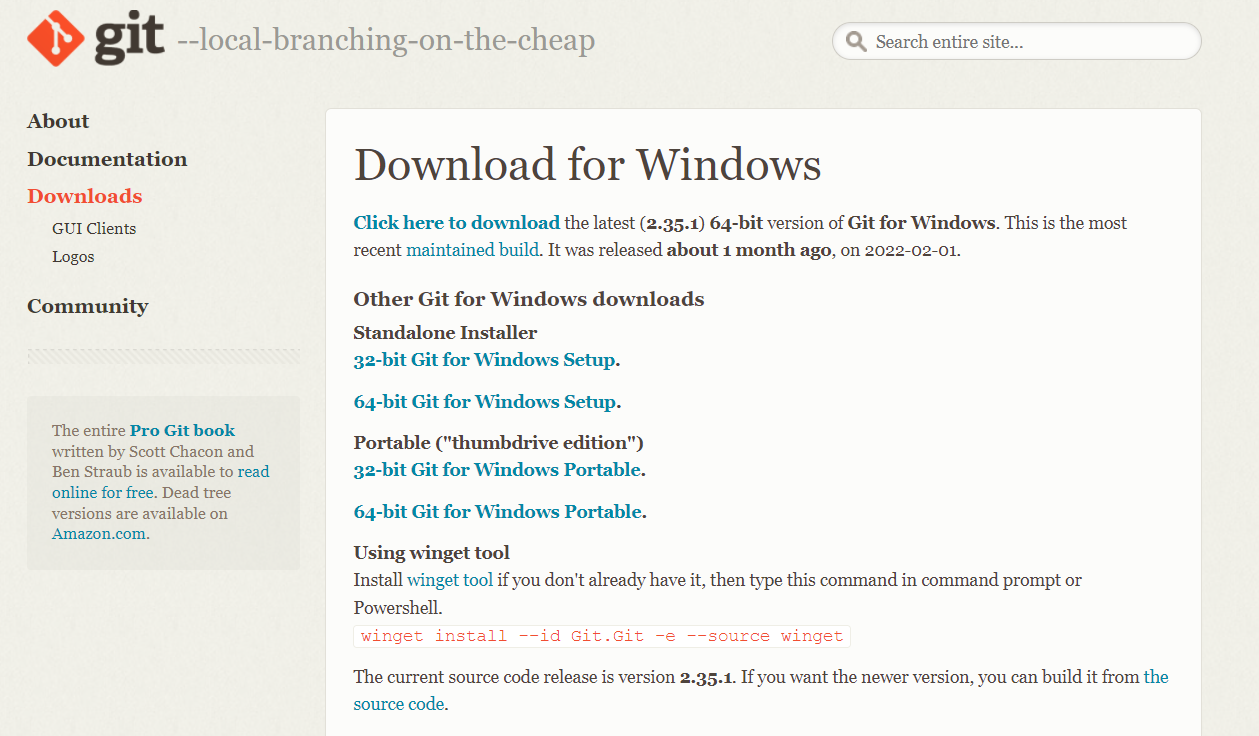 git --local-branching-on-the-cheap
Search entire site...
About
Documentation
Downloads
GUI Clients
Logos
Community
The entire Pro Git book
written by Scott Chacon and
Ben Straub is available to read
online for free. Dead tree
versions are available on
Amazon.com.
Download for Windows
Click here to download the latest (2.35.1) 64-bit version of Git for Windows. This is the most
recent maintained build. It was released about 1 month ago, on 2022-02-01.
Other Git for Windows downloads
Standalone Installer
32-bit Git for Windows Setup.
64-bit Git for Windows Setup.
Portable ("thumbdrive edition")
32-bit Git for Windows Portable.
64-bit Git for Windows Portable.
Using winget tool
Install winget tool if you don't already have it, then type this command in command prompt or
Powershell.
winget install --id Git.Git -e --source winget
The current source code release is version 2.35.1. If you want the newer version, you can build it from the
source code.